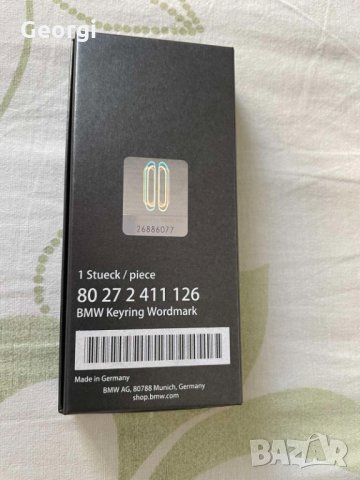 Georgi
26886077
1 Stueck / piece
80 27 2 411 126
BMW Keyring Wordmark
Made in Germany
BMW AG, 80788 Munich, Germany
shop.bmw.com
BAZAR
bg